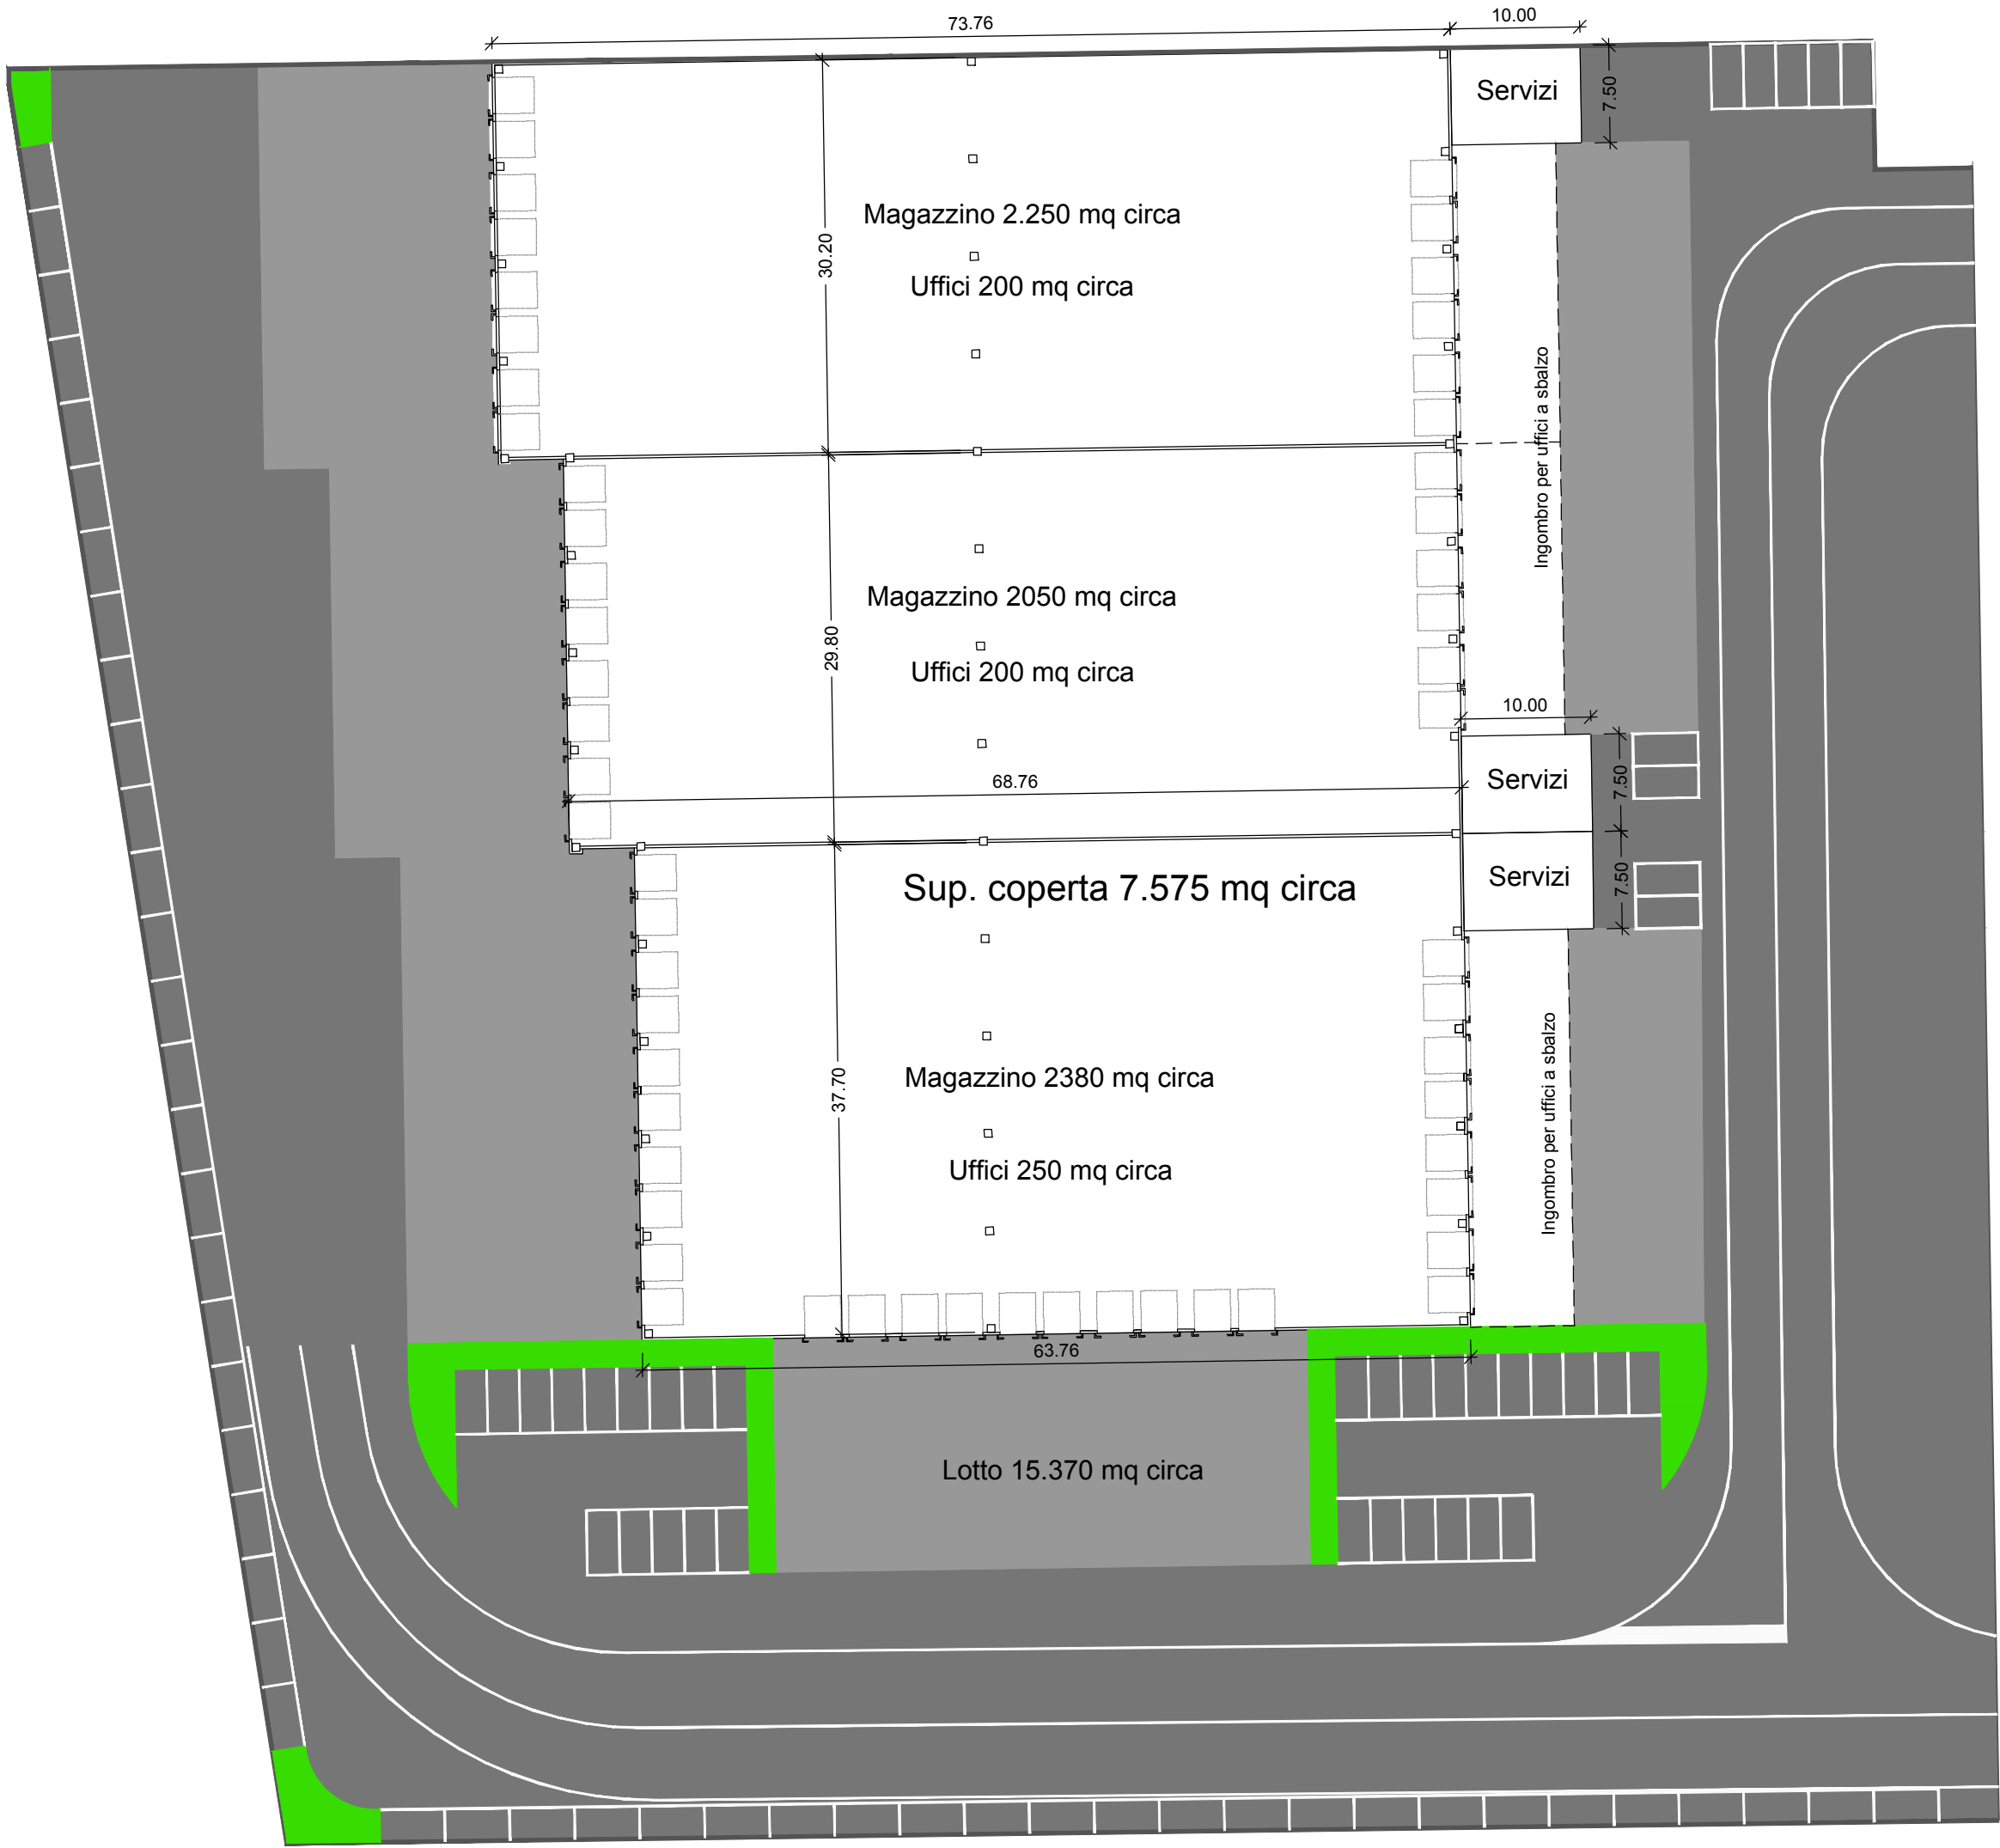 73.76
10.00
Servizi
7.50
Magazzino 2.250 mq circa
30.20
Uffici 200 mq circa
Ingombro per uffici a sbalzo
Magazzino 2050 mq circa
29.80
Uffici 200 mq circa
10.00
68.76
Servizi
7.50
Servizi
7.50
Sup. coperta 7.575 mq circa
Magazzino 2380 mq circa
37.70
Ingombro per uffici a sbalzo
Uffici 250 mq circa
63.76
Lotto 15.370 mq circa